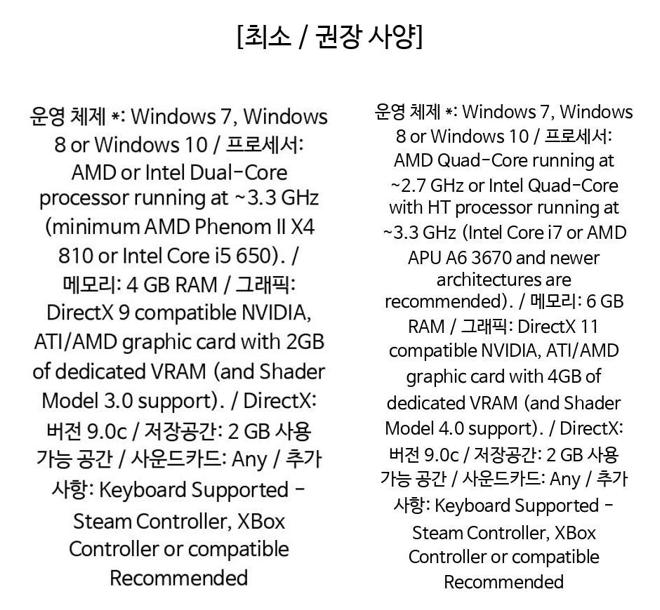 [최소 / 권장 사양]
운영 체제 *: Windows 7, Windows
8 or Windows 10 / 프로세서:
AMD or Intel Dual-Core
processor running at ~3.3 GHz
(minimum AMD Phenom II X4
810 or Intel Core i5 650). /
메모리: 4 GB RAM / 그래픽:
DirectX 9 compatible NVIDIA,
ATI/AMD graphic card with 2GB
of dedicated VRAM (and Shader
Model 3.0 support). / DirectX:
버전 9.0c / 저장공간: 2 GB 사용
가능 공간 / 사운드카드: Any / 추가
사항: Keyboard Supported -
Steam Controller, XBox
Controller or compatible
Recommended
운영 체제 *: Windows 7, Windows
8 or Windows 10 / 프로세서:
AMD Quad-Core running at
~2.7 GHz or Intel Quad-Core
with HT processor running at
~3.3 GHz (Intel Core i7 or AMD
APU A6 3670 and newer
architectures are
recommended). / 메모리: 6 GB
RAM / 그래픽: DirectX 11
compatible NVIDIA, ATI/AMD
graphic card with 4GB of
dedicated VRAM (and Shader
Model 4.0 support). / DirectX:
버전 9.0c / 저장공간: 2 GB 사용
가능 공간 / 사운드카드: Any / 추가
사항: Keyboard Supported -
Steam Controller, XBox
Controller or compatible
Recommended